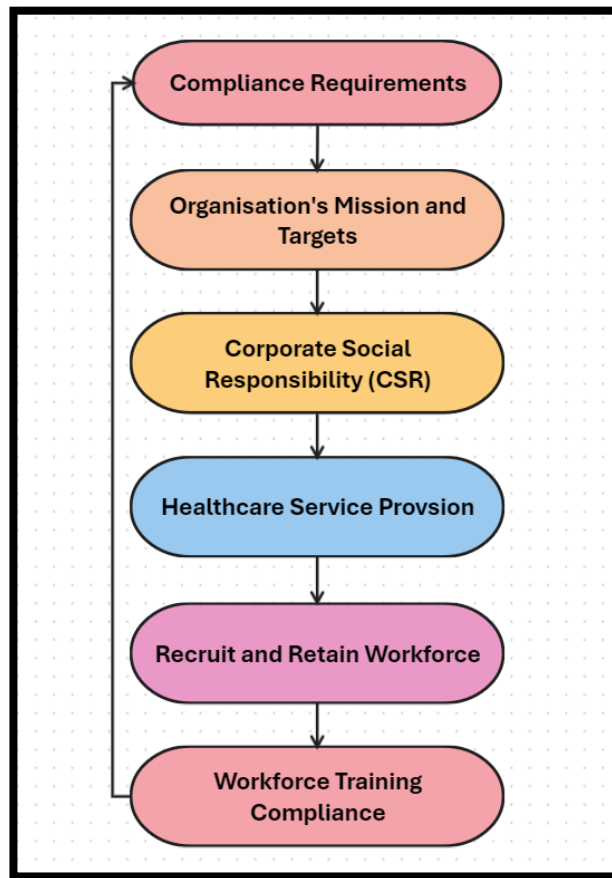 Compliance Requirements
Organisation's Mission and
Targets
Corporate Social
Responsibility (CSR)
Healthcare Service Provsion
Recruit and Retain Workforce
Workforce Training
Compliance